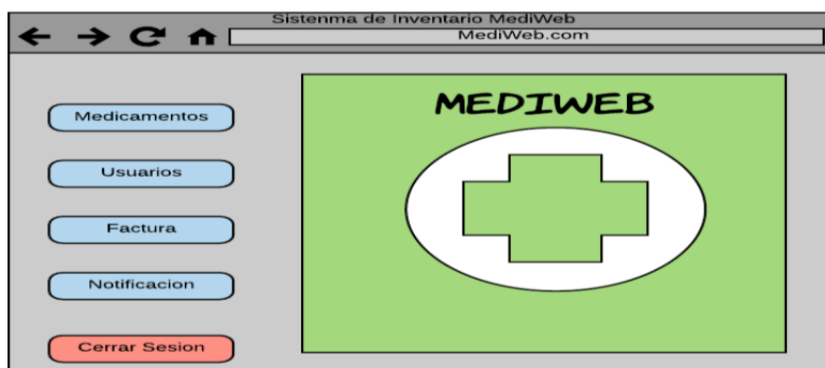 Sistenma de Inventario MediWeb
MediWeb.com
MEDIWEB
Medicamentos
Usuarios
Factura
Notificacion
Cerrar Sesion